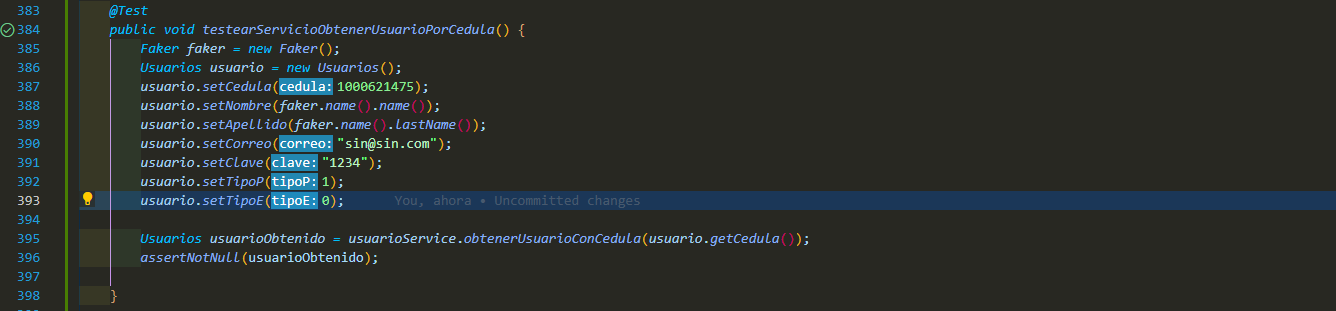 383 @Test
384 public void testearServicioObtenerUsuarioPorCedula() {
385 Faker faker = new Faker();
386 Usuarios usuario = new Usuarios();
387 usuario.setCedula(cedula: 1000621475);
388 usuario.setNombre(faker.name().name());
389 usuario.setApellido(faker.name().lastName());
390 usuario.setCorreo(correo: "sin@sin.com");
391 usuario.setClave(clave: "1234");
392 usuario.setTipoP(tipoP: 1);
393 usuario.setTipoE(tipoE: 0); You, ahora • Uncommitted changes
394
395 Usuarios usuarioObtenido = usuarioService.obtenerUsuarioConCedula(usuario.getCedula());
396 assertNotNull(usuarioObtenido);
397
398 }